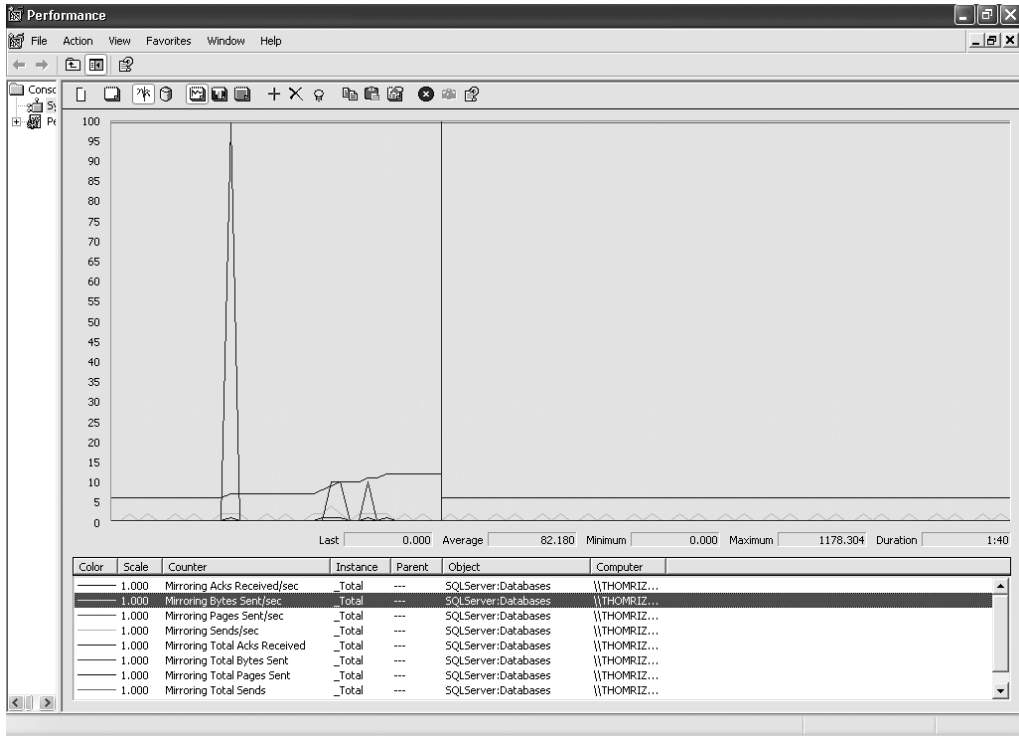 Performance
File Action View Favorites Window Help
Consc
Sy
Pe
100
95
90
85
80
75
70
65
60
55
50
45
40
35
30
25
20
15
10
5
0
Last 0.000 Average 82.180 Minimum 0.000 Maximum 1178.304 Duration 1:40
Color Scale Counter Instance Parent Object Computer
1.000 Mirroring Acks Received/sec _Total --- SQLServer:Databases \\THOMRIZ...
1.000 Mirroring Bytes Sent/sec _Total --- SQLServer:Databases \\THOMRIZ...
1.000 Mirroring Pages Sent/sec _Total --- SQLServer:Databases \\THOMRIZ...
1.000 Mirroring Sends/sec _Total --- SQLServer:Databases \\THOMRIZ...
1.000 Mirroring Total Acks Received _Total --- SQLServer:Databases \\THOMRIZ...
1.000 Mirroring Total Bytes Sent _Total --- SQLServer:Databases \\THOMRIZ...
1.000 Mirroring Total Pages Sent _Total --- SQLServer:Databases \\THOMRIZ...
1.000 Mirroring Total Sends _Total --- SQLServer:Databases \\THOMRIZ...